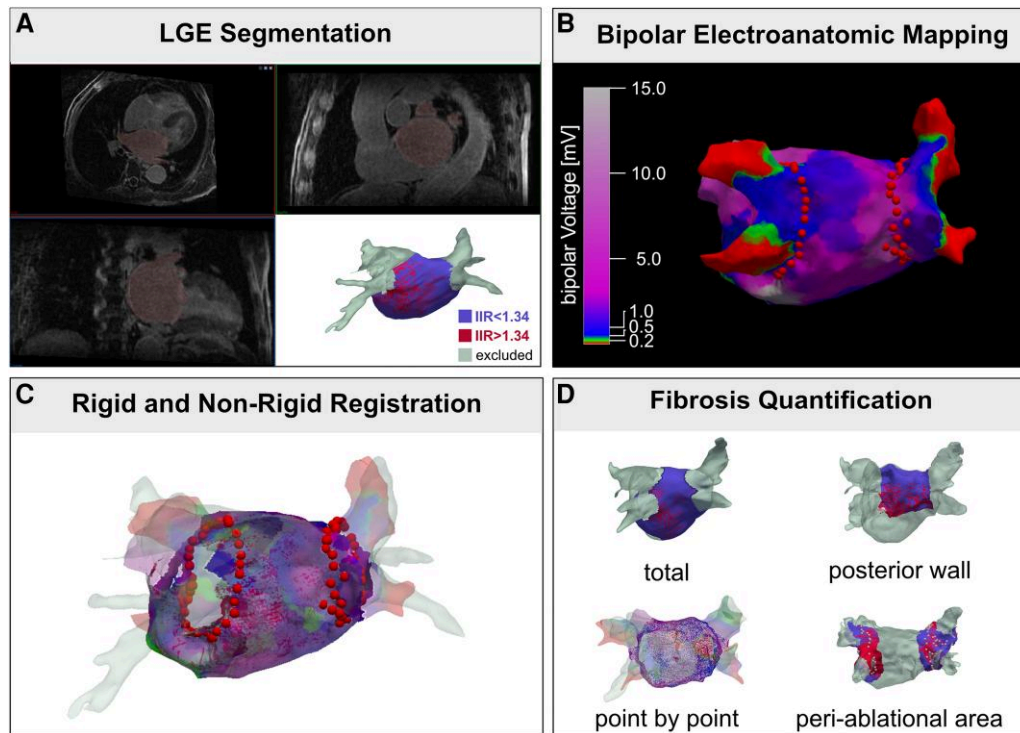 A
LGE Segmentation
IIR<1.34
IIR>1.34
excluded
B
Bipolar Electroanatomic Mapping
bipolar Voltage [mV]
15.0
10.0
5.0
1.0
0.5
0.2
C
Rigid and Non-Rigid Registration
D
Fibrosis Quantification
total
posterior wall
point by point
peri-ablational area